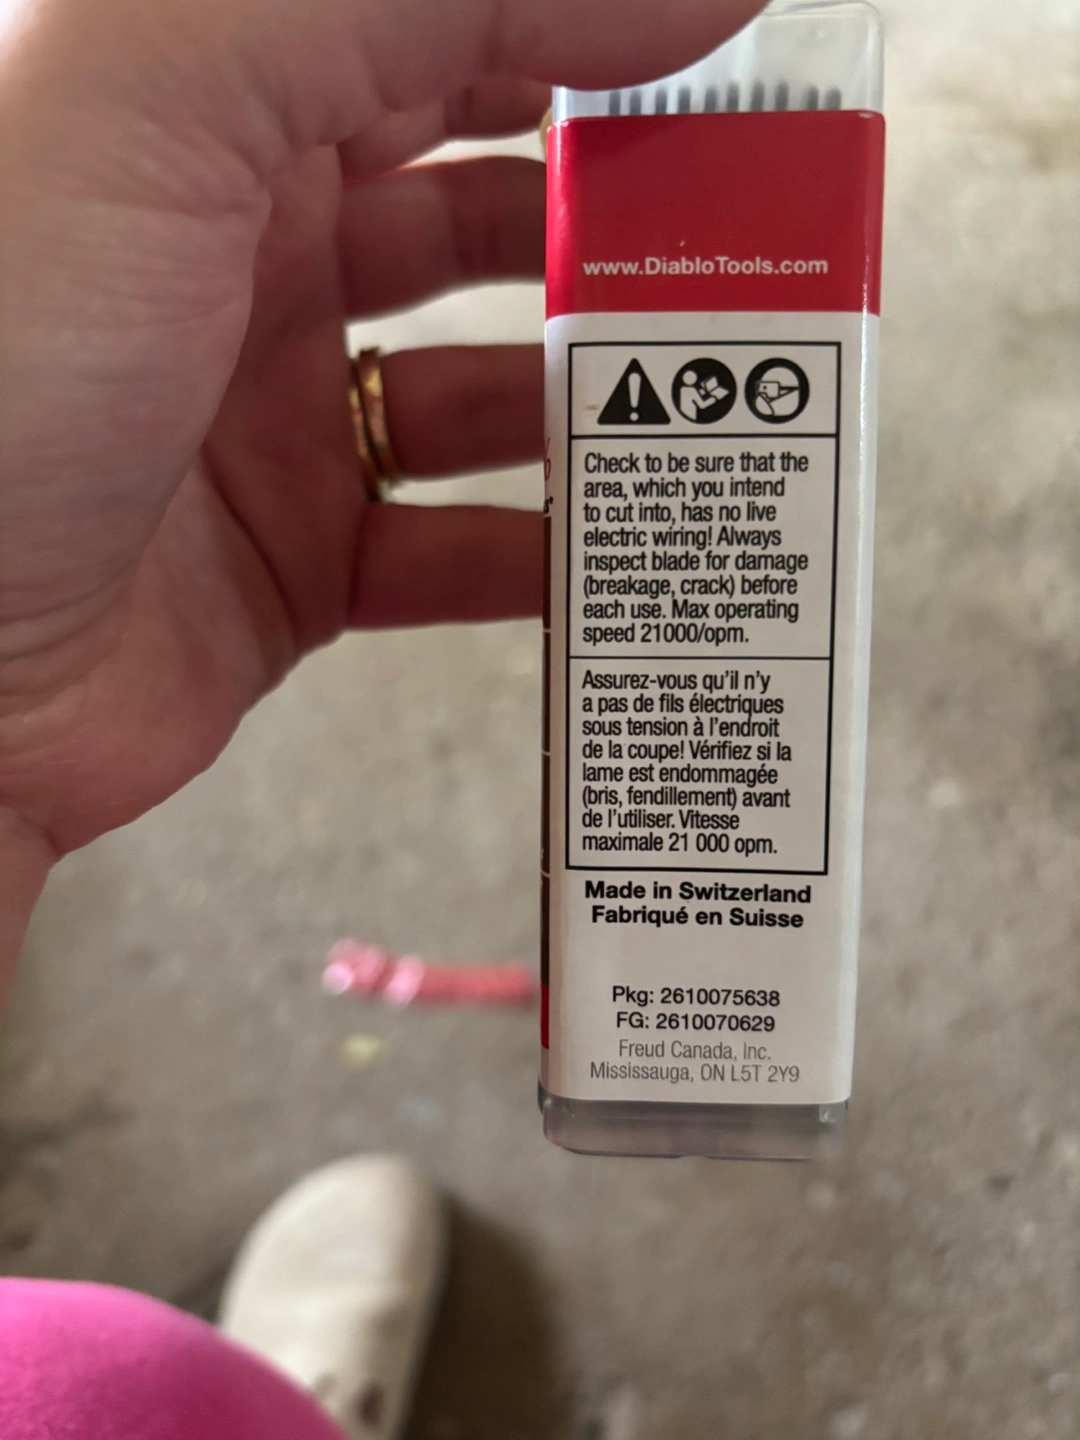 www.DiabloTools.com
Check to be sure that the
area, which you intend
to cut into, has no live
electric wiring! Always
inspect blade for damage
(breakage, crack) before
each use. Max operating
speed 21000/opm.
Assurez-vous qu'il n'y
a pas de fils électriques
sous tension à l'endroit
de la coupe! Vérifiez si la
lame est endommagée
(bris, fendillement) avant
de l'utiliser. Vitesse
maximale 21 000 opm.
Made in Switzerland
Fabriqué en Suisse
Pkg: 2610075638
FG: 2610070629
Freud Canada, Inc.
Mississauga, ON L5T 2Y9